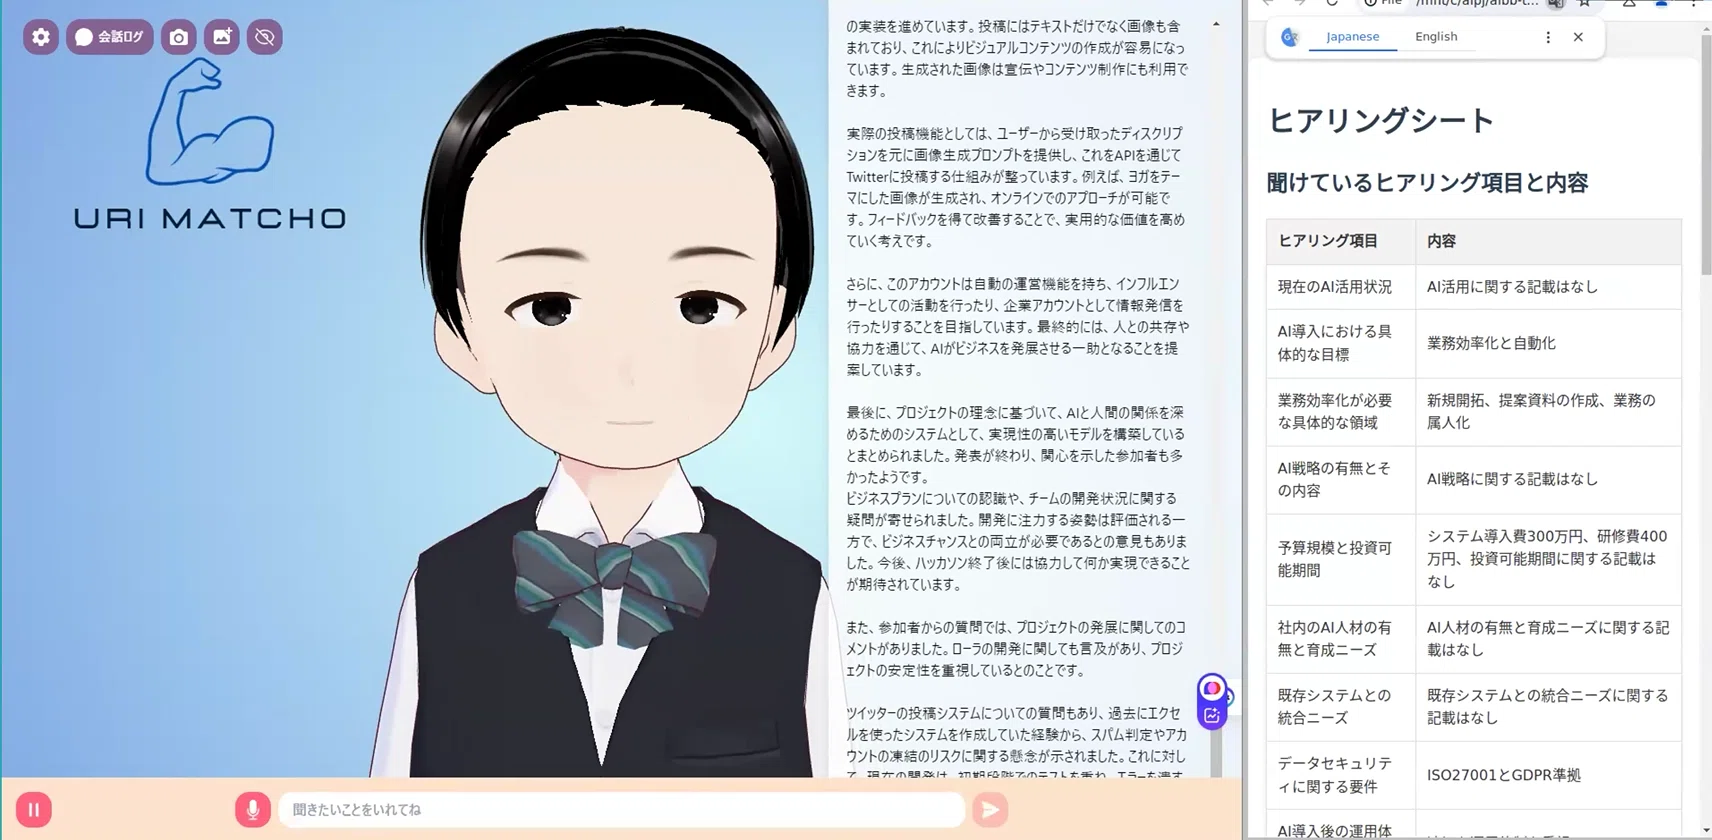 会話ログ
URI MATCHO
の実装を進めています。投稿にはテキストだけでなく画像も含
まれており、これによりビジュアルコンテンツの作成が容易になっ
ています。生成された画像は宣伝やコンテンツ制作にも利用で
きます。
実際の投稿機能としては、ユーザーから受け取ったディスクリプ
ションを元に画像生成プロンプトを提供し、これをAPIを通じて
Twitterに投稿する仕組みが整っています。例えば、ヨガをテー
マにした画像が生成され、オンラインでのアプローチが可能で
す。フィードバックを得て改善することで、実用的な価値を高め
ていく考えです。
さらに、このアカウントは自動の運営機能を持ち、インフルエン
サーとしての活動を行ったり、企業アカウントとして情報発信を
行ったりすることを目指しています。最終的には、人との共存や
協力を通じて、AIがビジネスを発展させる一助となることを提
案しています。
最後に、プロジェクトの理念に基づいて、AIと人間の関係を深
めるためのシステムとして、実現性の高いモデルを構築している
とまとめられました。発表が終わり、関心を示した参加者も多
かったようです。
ビジネスプランについての認識や、チームの開発状況に関する
疑問が寄せられました。開発に注力する姿勢は評価される一
方で、ビジネスチャンスとの両立が必要であるとの意見もありま
した。今後、ハッカソン終了後には協力して何か実現できること
が期待されています。
また、参加者からの質問では、プロジェクトの発展に関してのコ
メントがありました。ローラの開発に関しても言及があり、プロジ
ェクトの安定性を重視しているとのことです。
ツイッターの投稿システムについての質問もあり、過去にエクセ
ルを使ったシステムを作成していた経験から、スパム判定やアカ
ウントの凍結のリスクに関する懸念が示されました。これに対し
て、現在の開発は、初期段階でのテストを重ね、エラーを潰す
聞きたいことをいれてね
File
/mnt/c/aipj/aibb-t...
Japanese
English
ヒアリングシート
聞けているヒアリング項目と内容
ヒアリング項目
内容
現在のAI活用状況
AI活用に関する記載はなし
AI導入における具
体的な目標
業務効率化と自動化
業務効率化が必要
な具体的な領域
新規開拓、提案資料の作成、業務の
属人化
AI戦略の有無とそ
の内容
AI戦略に関する記載はなし
予算規模と投資可
能期間
システム導入費300万円、研修費400
万円、投資可能期間に関する記載は
なし
社内のAI人材の有
無と育成ニーズ
AI人材の有無と育成ニーズに関する記
載はなし
既存システムとの
統合ニーズ
既存システムとの統合ニーズに関する
記載はなし
データセキュリテ
ィに関する要件
ISO27001とGDPR準拠
AI導入後の運用体